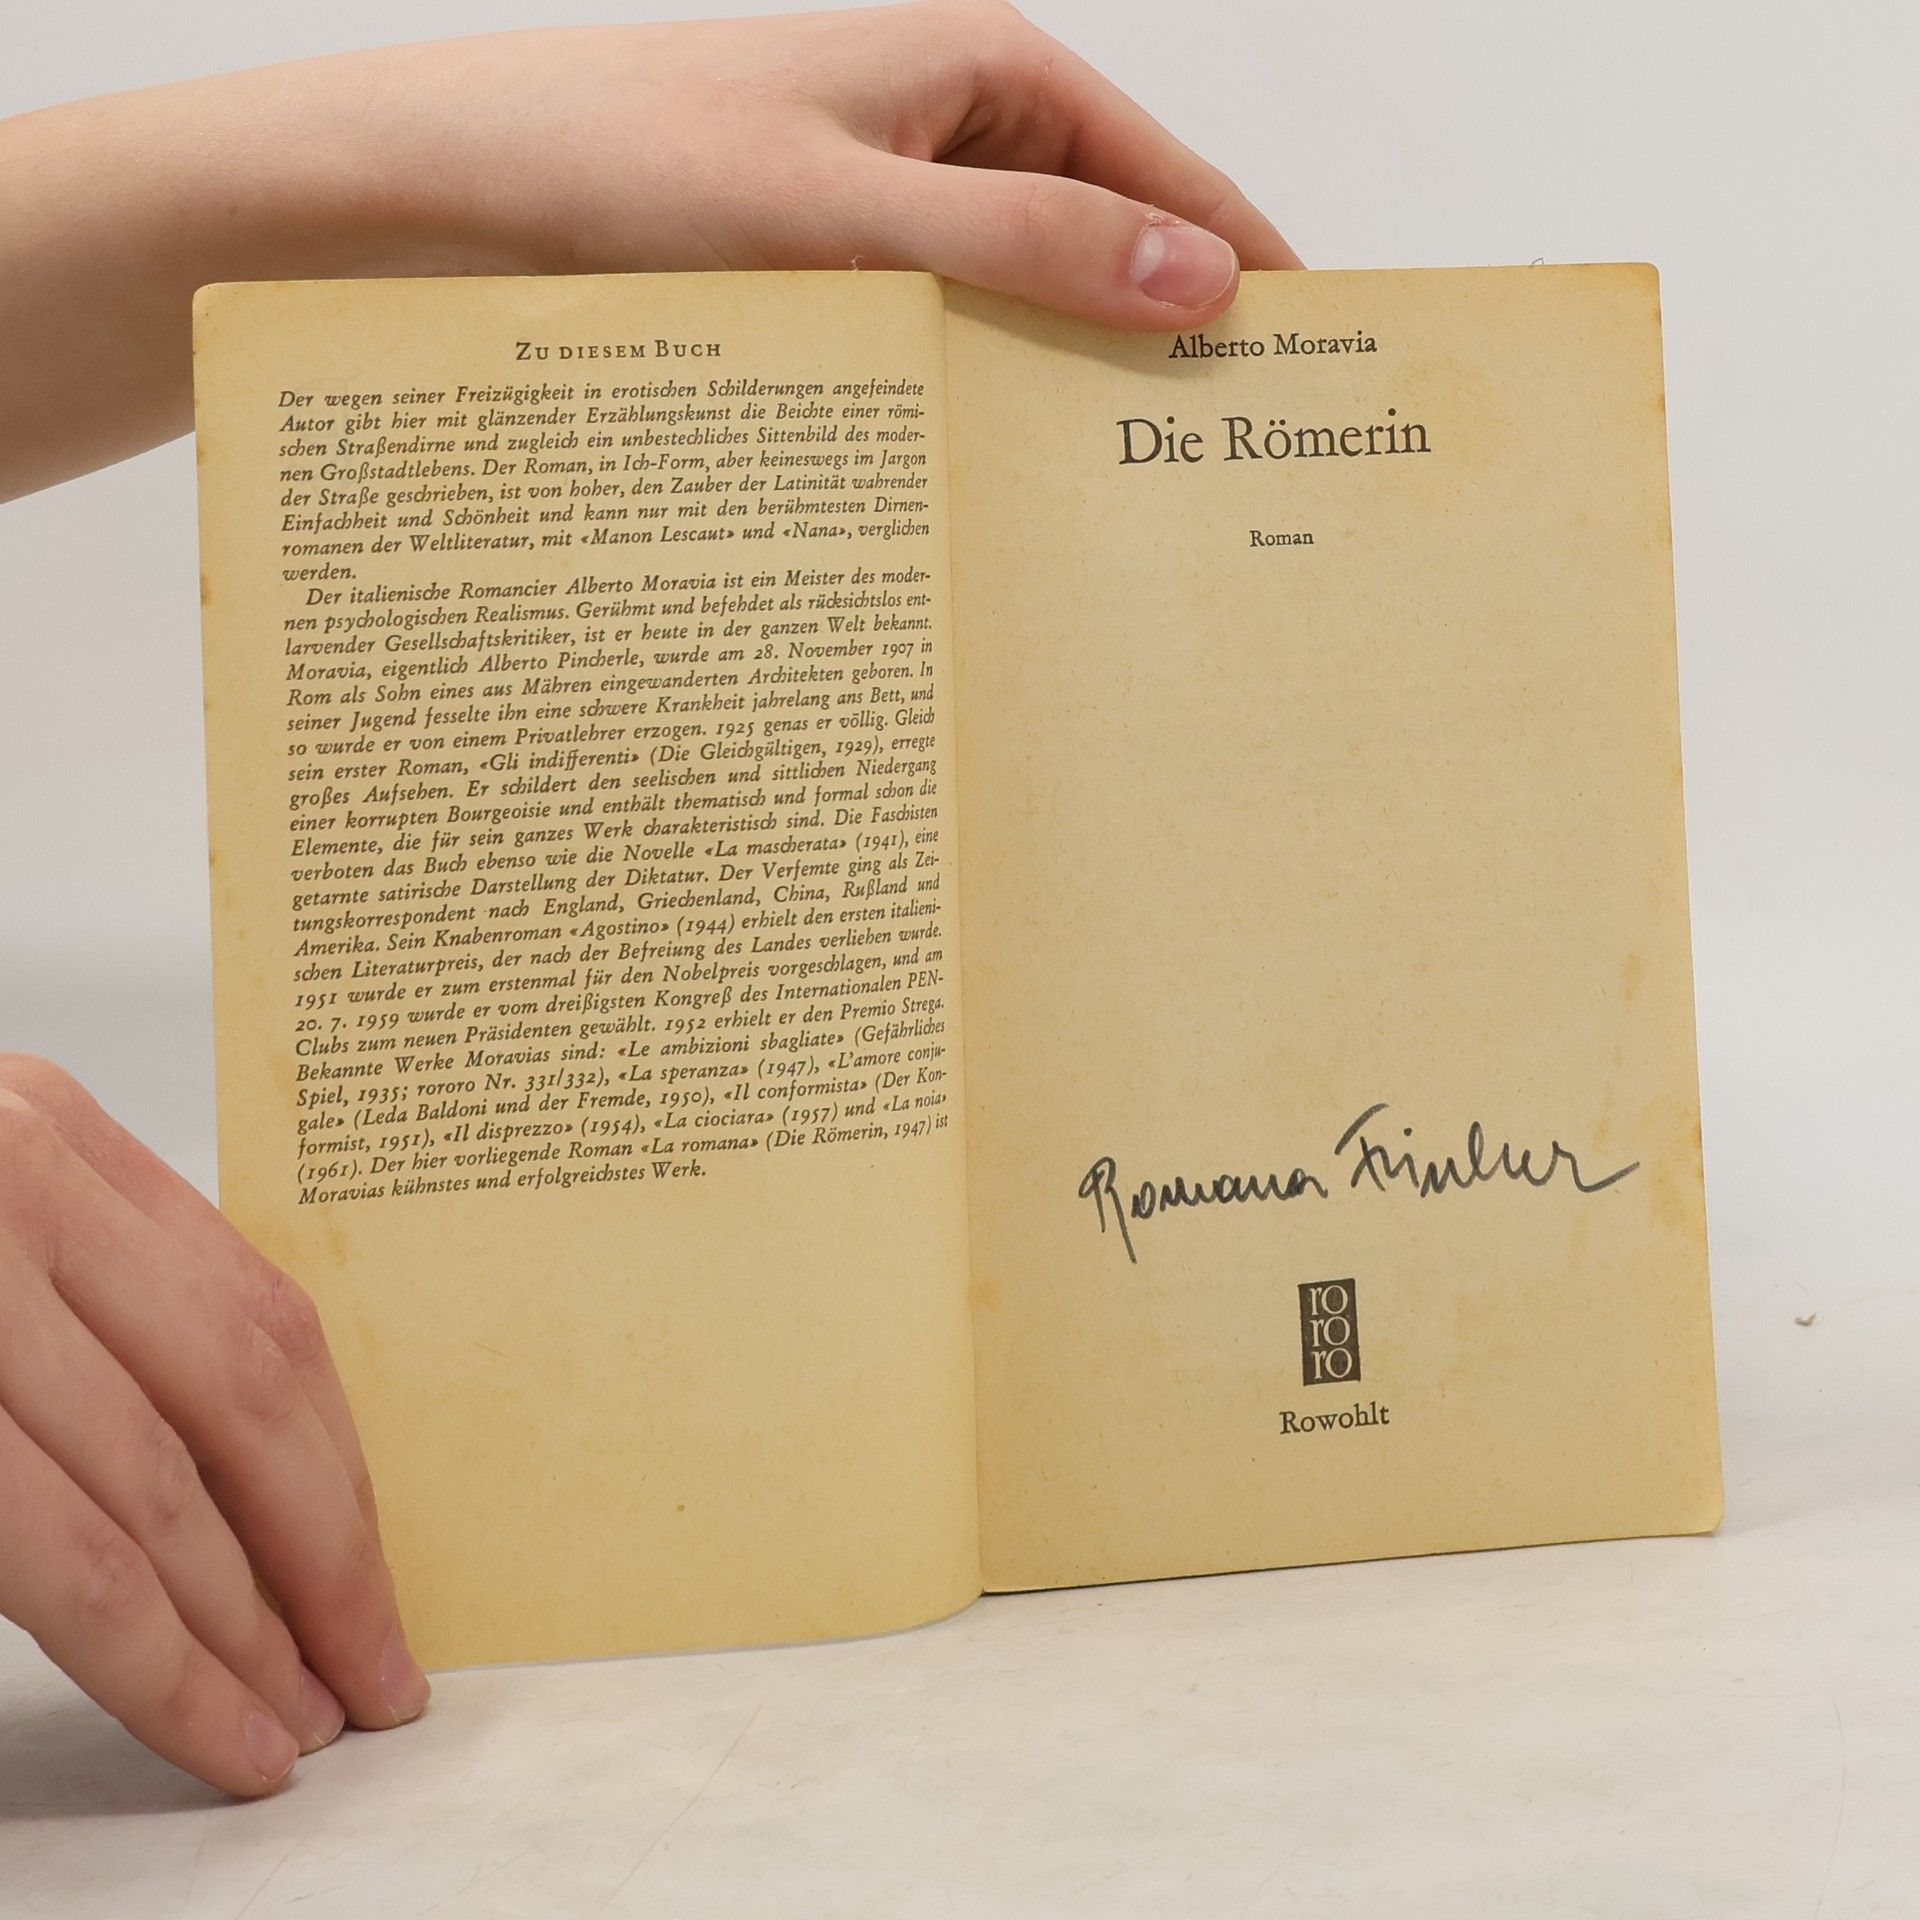 ZU DIESEM BUCH
Der wegen seiner Freizügigkeit in erotischen Schilderungen angefeindete
Autor gibt hier mit glänzender Erzählungskunst die Beichte einer römi-
schen Straßendirne und zugleich ein unbestechliches Sittenbild des moder-
nen Großstadtlebens. Der Roman, in Ich-Form, aber keineswegs im Jargon
der Straße geschrieben, ist von hoher, den Zauber der Latinität wahrender
Einfachheit und Schönheit und kann nur mit den berühmtesten Dirnen-
romanen der Weltliteratur, mit «Manon Lescaut» und «Nana», verglichen
werden.
Der italienische Romancier Alberto Moravia ist ein Meister des moder-
nen psychologischen Realismus. Gerühmt und befehdet als rücksichtslos ent-
larvender Gesellschaftskritiker, ist er heute in der ganzen Welt bekannt.
Moravia, eigentlich Alberto Pincherle, wurde am 28. November 1907 in
Rom als Sohn eines aus Mähren eingewanderten Architekten geboren. In
seiner Jugend fesselte ihn eine schwere Krankheit jahrelang ans Bett, und
so wurde er von einem Privatlehrer erzogen. 1925 genas er völlig. Gleich
sein erster Roman, «Gli indifferenti» (Die Gleichgültigen, 1929), erregte
großes Aufsehen. Er schildert den seelischen und sittlichen Niedergang
einer korrupten Bourgeoisie und enthält thematisch und formal schon die
Elemente, die für sein ganzes Werk charakteristisch sind. Die Faschisten
verboten das Buch ebenso wie die Novelle «La mascherata» (1941), eine
getarnte satirische Darstellung der Diktatur. Der Verfemte ging als Zei-
tungskorrespondent nach England, Griechenland, China, Rußland und
Amerika. Sein Knabenroman «Agostino» (1944) erhielt den ersten italieni-
schen Literaturpreis, der nach der Befreiung des Landes verliehen wurde.
1951 wurde er zum erstenmal für den Nobelpreis vorgeschlagen, und am
20. 7. 1959 wurde er vom dreißigsten Kongreß des Internationalen PEN-
Clubs zum neuen Präsidenten gewählt. 1952 erhielt er den Premio Strega.
Bekannte Werke Moravias sind: «Le ambizioni sbagliate» (Gefährliches
Spiel, 1935; rororo Nr. 331/332), «La speranza» (1947), «L'amore conju-
gale» (Leda Baldoni und der Fremde, 1950), «Il conformista» (Der Kon-
formist, 1951), «Il disprezzo» (1954), «La ciociara» (1957) und «La noia»
(1961). Der hier vorliegende Roman «La romana» (Die Römerin, 1947) ist
Moravias kühnstes und erfolgreichstes Werk.
Alberto Moravia
Die Römerin
Roman
Romana
ro
ro
ro
Rowohlt